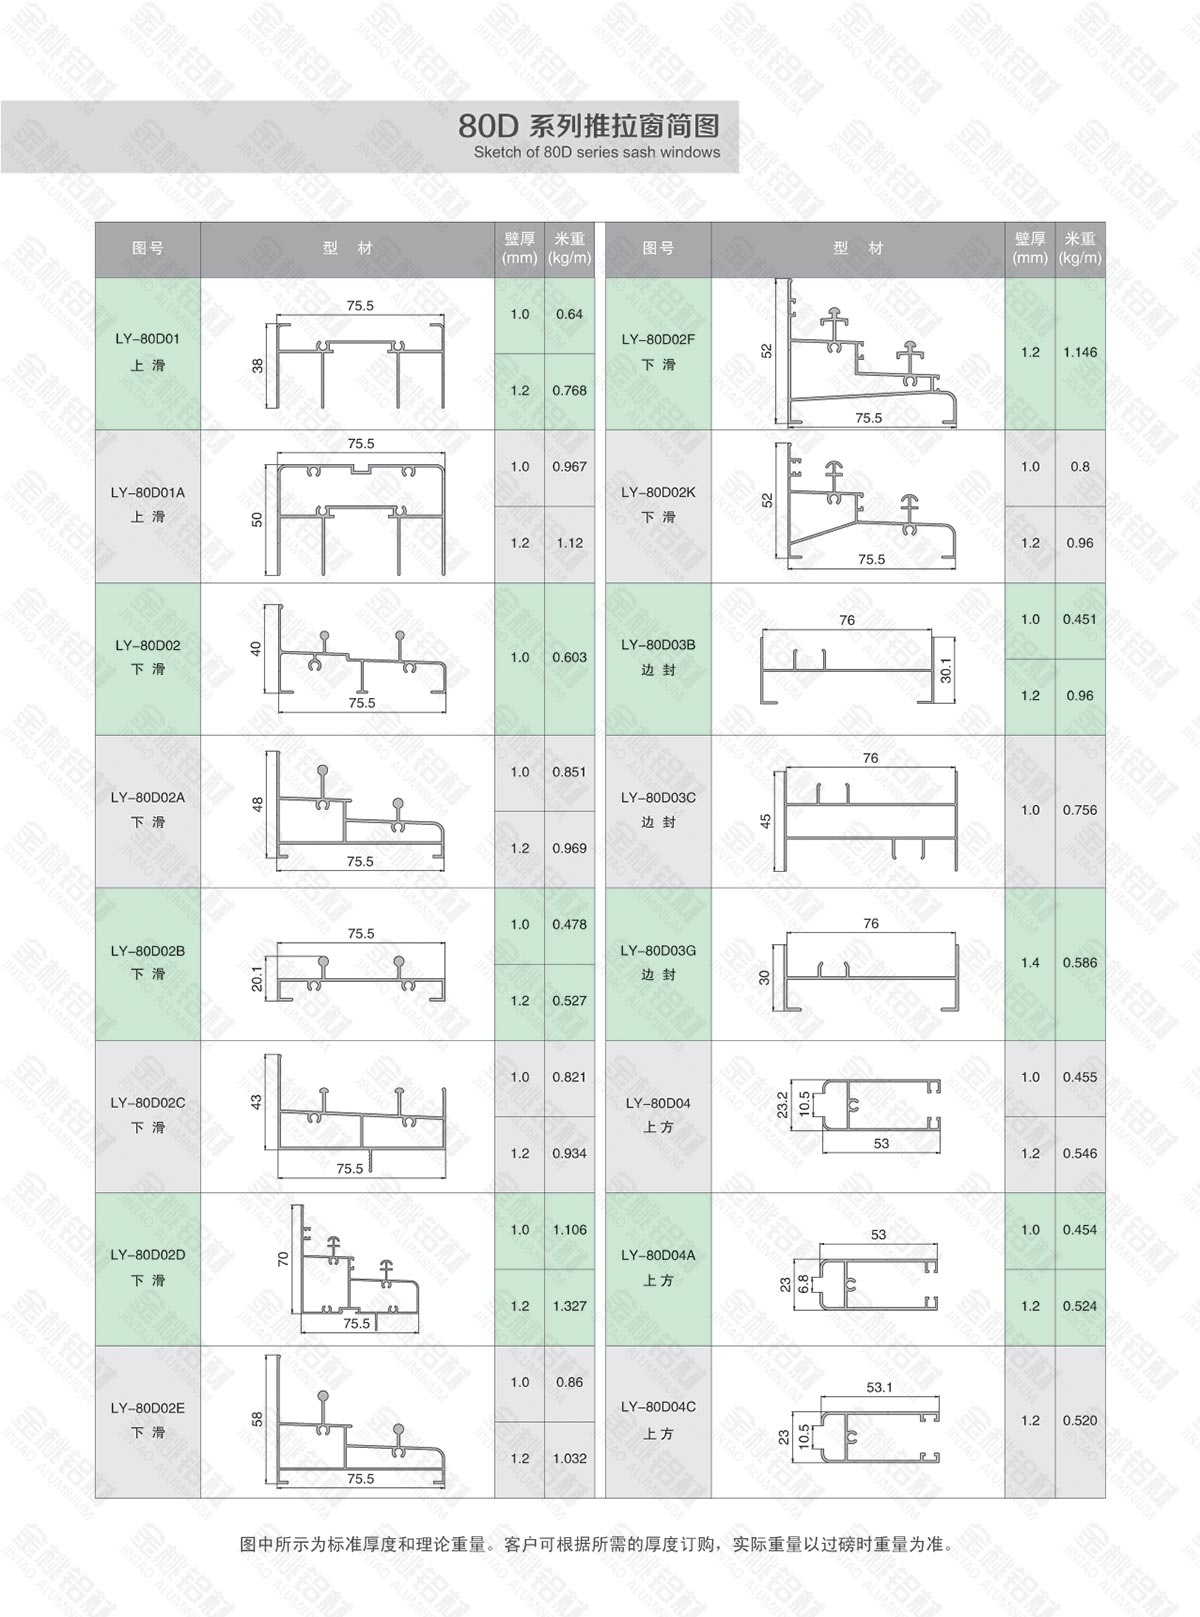 80D 系列推拉窗简图
Sketch of 80D series sash windows
图号 型 材 壁厚 (mm) 米重 (kg/m)
LY-80D01
上 滑
75.5
38
1.0 0.64
1.2 0.768
LY-80D01A
上 滑
75.5
50
1.0 0.967
1.2 1.12
LY-80D02
下 滑
40
75.5
1.0 0.603
LY-80D02A
下 滑
48
75.5
1.0 0.851
1.2 0.969
LY-80D02B
下 滑
75.5
20.1
1.0 0.478
1.2 0.527
LY-80D02C
下 滑
43
75.5
1.0 0.821
1.2 0.934
LY-80D02D
下 滑
70
75.5
1.0 1.106
1.2 1.327
LY-80D02E
下 滑
58
75.5
1.0 0.86
1.2 1.032
图号 型 材 壁厚 (mm) 米重 (kg/m)
LY-80D02F
下 滑
52
75.5
1.2 1.146
LY-80D02K
下 滑
52
75.5
1.0 0.8
1.2 0.96
LY-80D03B
边 封
76
30.1
1.0 0.451
1.2 0.96
LY-80D03C
边 封
76
45
1.0 0.756
LY-80D03G
边 封
76
30
1.4 0.586
LY-80D04
上方
23.2
10.5
53
1.0 0.455
1.2 0.546
LY-80D04A
上方
53
23
6.8
1.0 0.454
1.2 0.524
LY-80D04C
上方
53.1
23
10.5
1.2 0.520
图中所示为标准厚度和理论重量。客户可根据所需的厚度订购，实际重量以过磅时重量为准。
金桃铝材
JINTAO ALUMINIUM